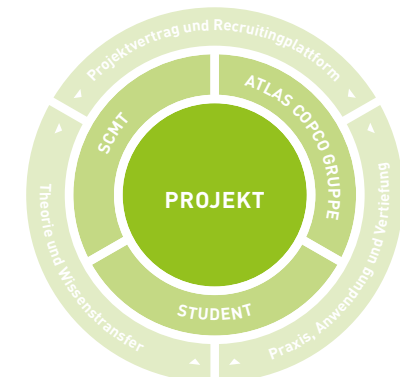 Projektvertrag und Recruitingplattform
SCMT
ATLAS COPCO GRUPPE
PROJEKT
STUDENT
Theorie und Wissenstransfer
Praxis, Anwendung und Vertiefung